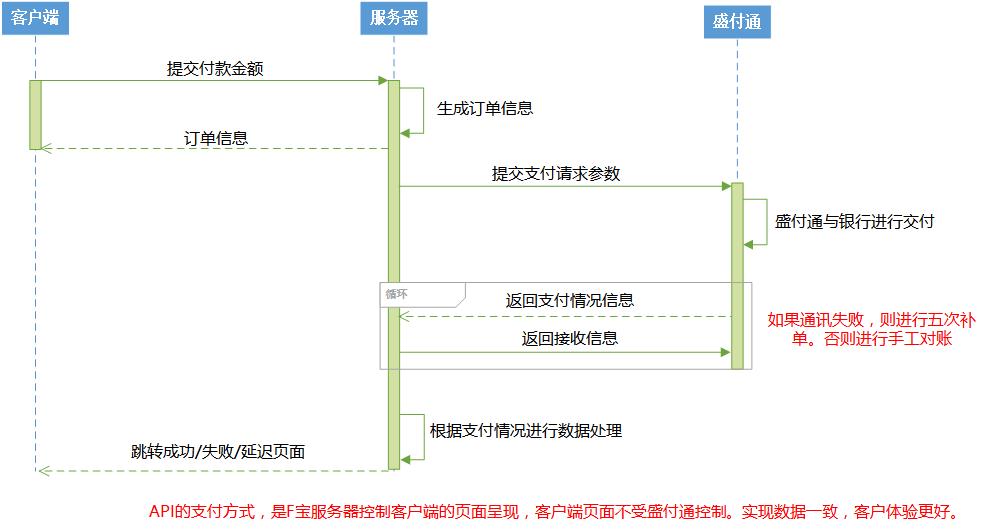 客户端
服务器
盛付通
提交付款金额
生成订单信息
订单信息
提交支付请求参数
盛付通与银行进行交付
循环
返回支付情况信息
如果通讯失败，则进行五次补
单。否则进行手工对账
返回接收信息
根据支付情况进行数据处理
跳转成功/失败/延迟页面
API的支付方式，是F宝服务器控制客户端的页面呈现，客户端页面不受盛付通控制。实现数据一致，客户体验更好。